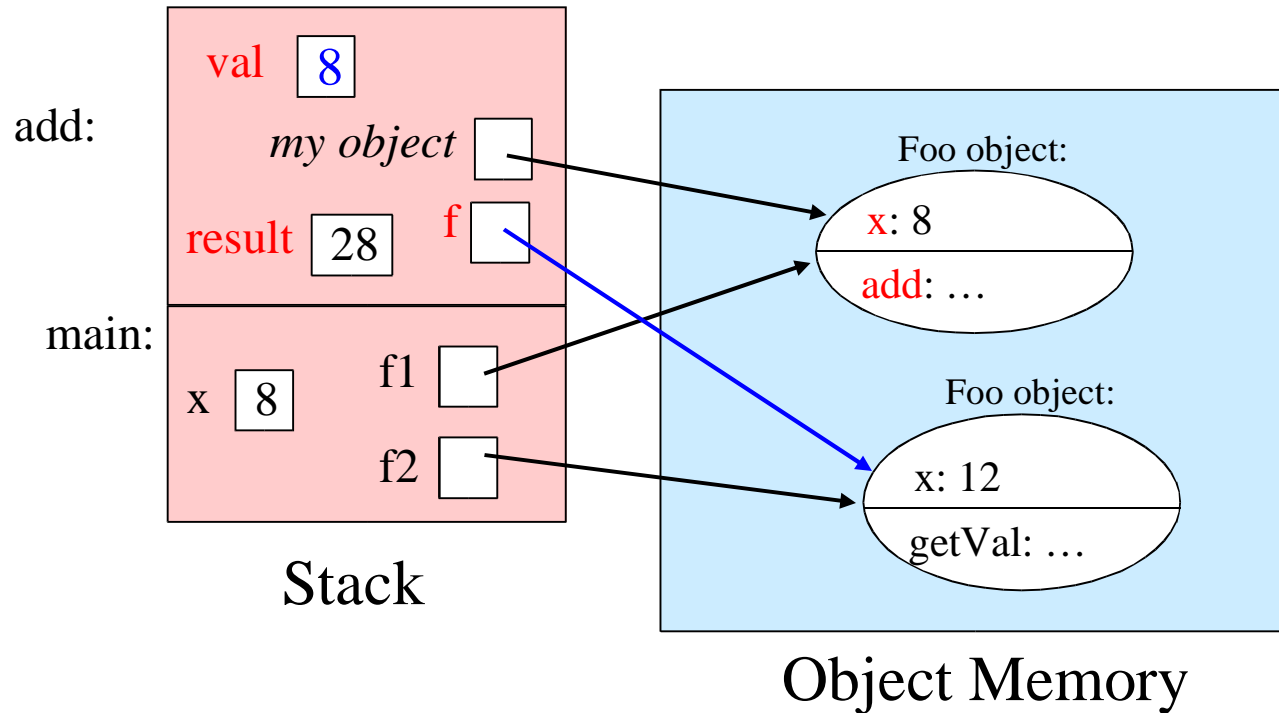 add:
val 8
my object
result 28 f
main:
x 8
f1
f2
Stack
Foo object:
x: 8
add: …
Foo object:
x: 12
getVal: …
Object Memory